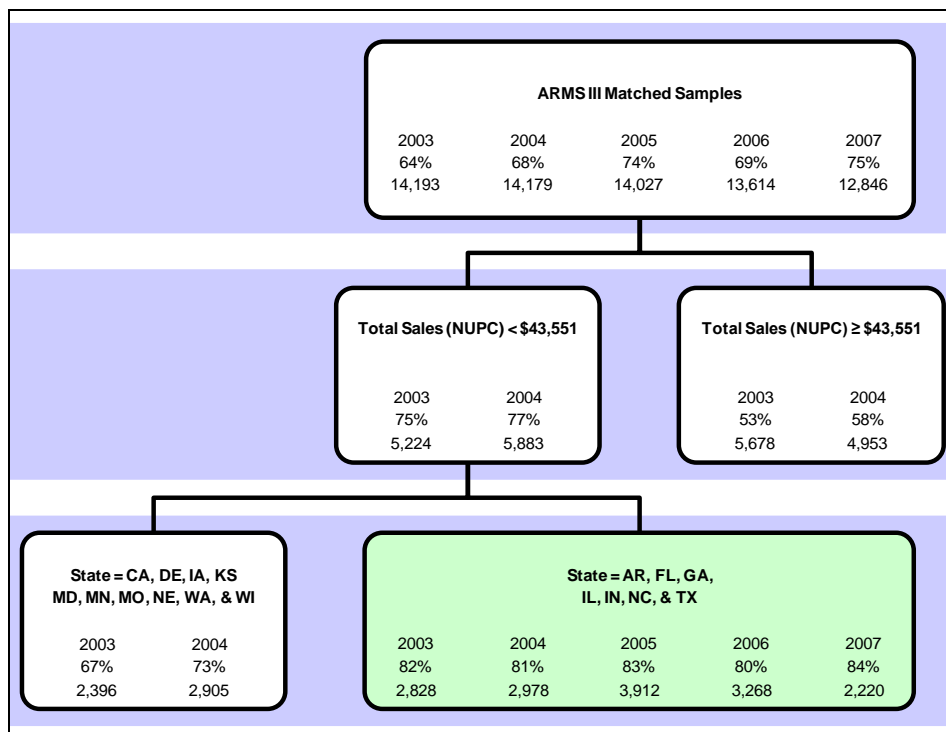 ARMS III Matched Samples
2003 2004 2005 2006 2007
64% 68% 74% 69% 75%
14,193 14,179 14,027 13,614 12,846
Total Sales (NUPC) < $43,551
2003 2004
75% 77%
5,224 5,883
Total Sales (NUPC) ≥ $43,551
2003 2004
53% 58%
5,678 4,953
State = CA, DE, IA, KS
MD, MN, MO, NE, WA, & WI
2003 2004
67% 73%
2,396 2,905
State = AR, FL, GA,
IL, IN, NC, & TX
2003 2004 2005 2006 2007
82% 81% 83% 80% 84%
2,828 2,978 3,912 3,268 2,220